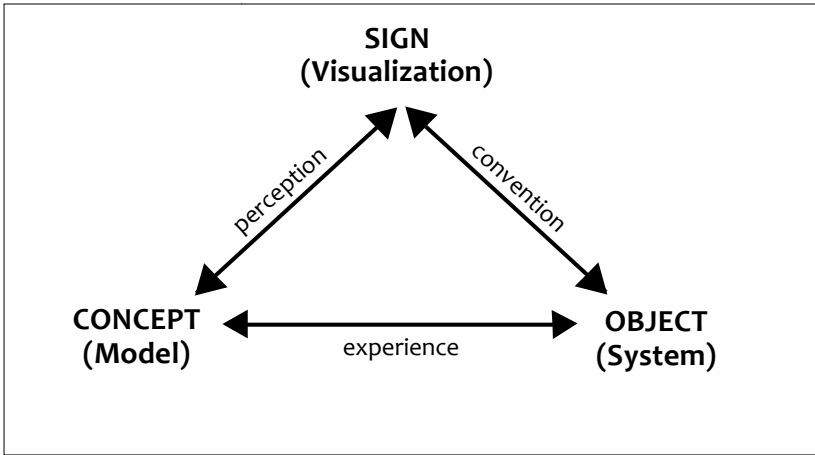 SIGN
(Visualization)
perception
convention
CONCEPT
(Model)
experience
OBJECT
(System)